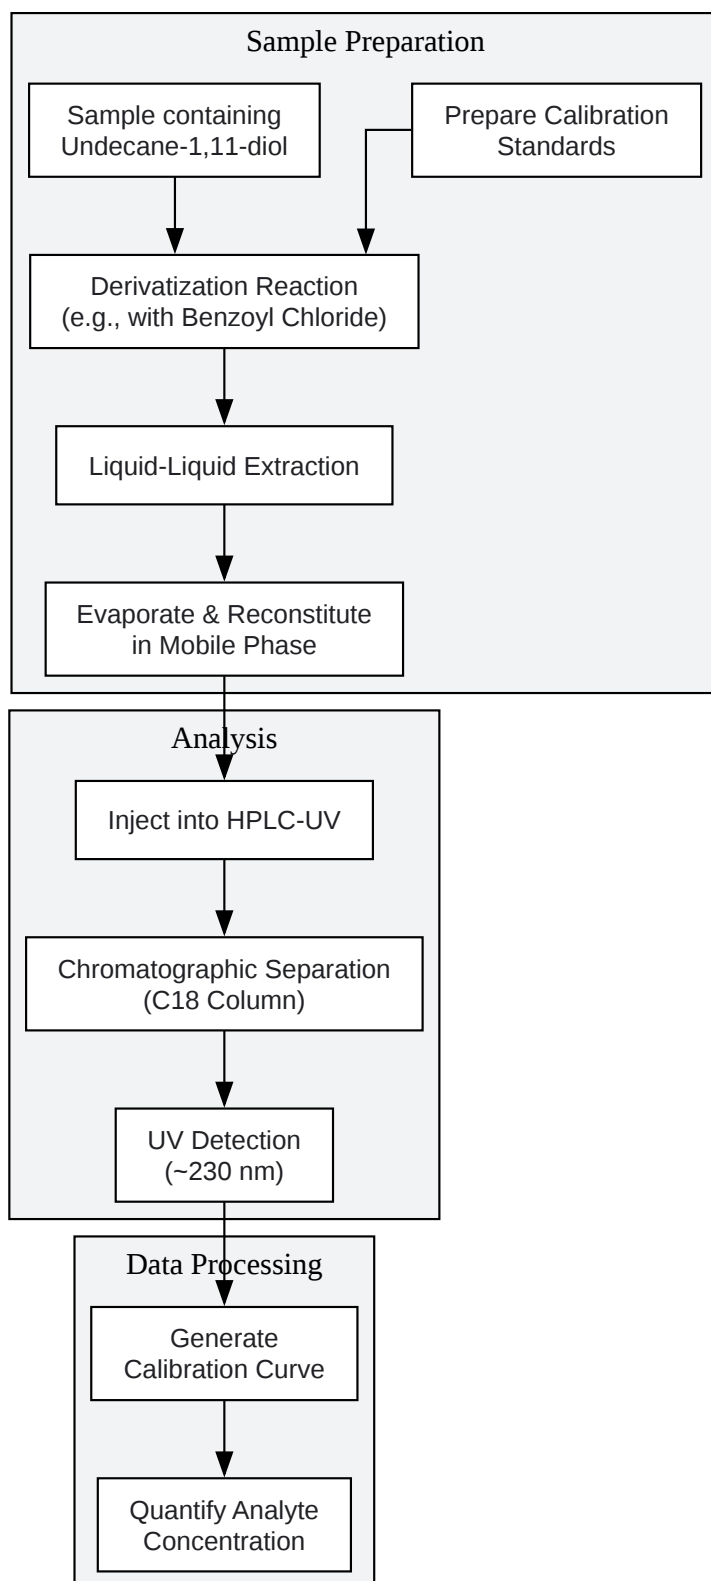 Sample Preparation
Sample containing
Undecane-1,11-diol
Prepare Calibration
Standards
Derivatization Reaction
(e.g., with Benzoyl Chloride)
Liquid-Liquid Extraction
Evaporate & Reconstitute
in Mobile Phase
Analysis
Inject into HPLC-UV
Chromatographic Separation
(C18 Column)
UV Detection
(~230 nm)
Data Processing
Generate
Calibration Curve
Quantify Analyte
Concentration